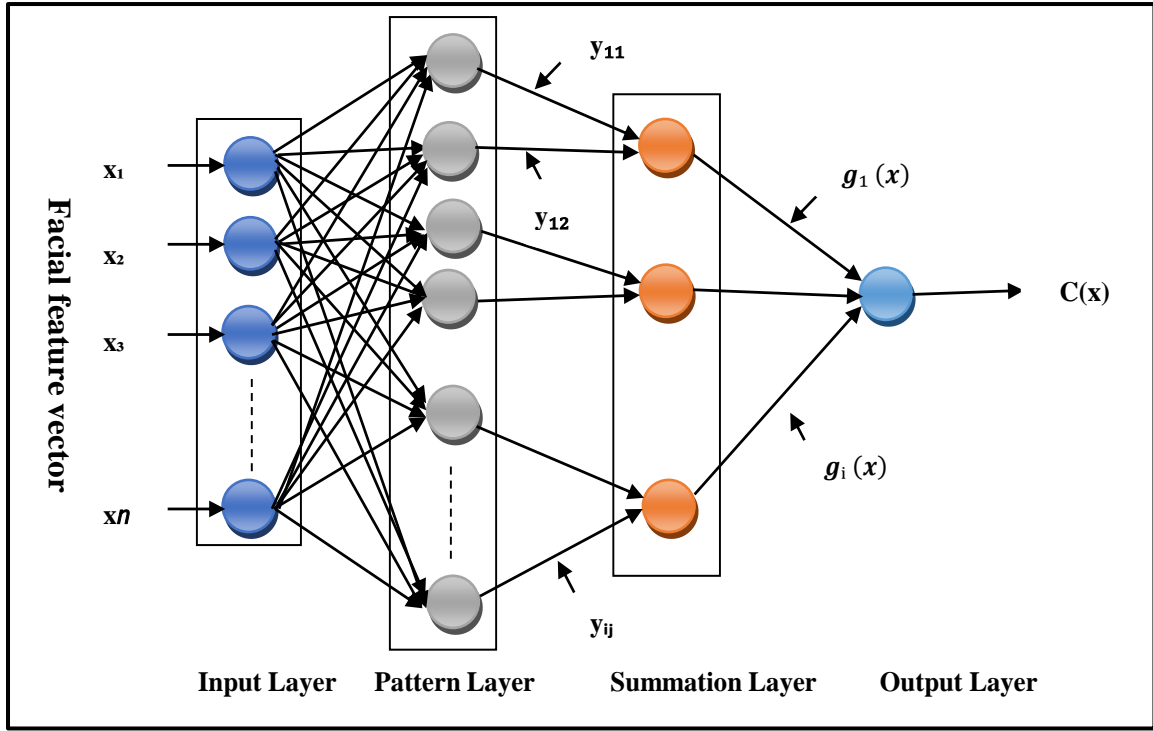 Facial feature vector
x₁
x₂
x₃
xn
y₁₁
y₁₂
yᵢⱼ
g₁ (x)
gᵢ (x)
C(x)
Input Layer
Pattern Layer
Summation Layer
Output Layer